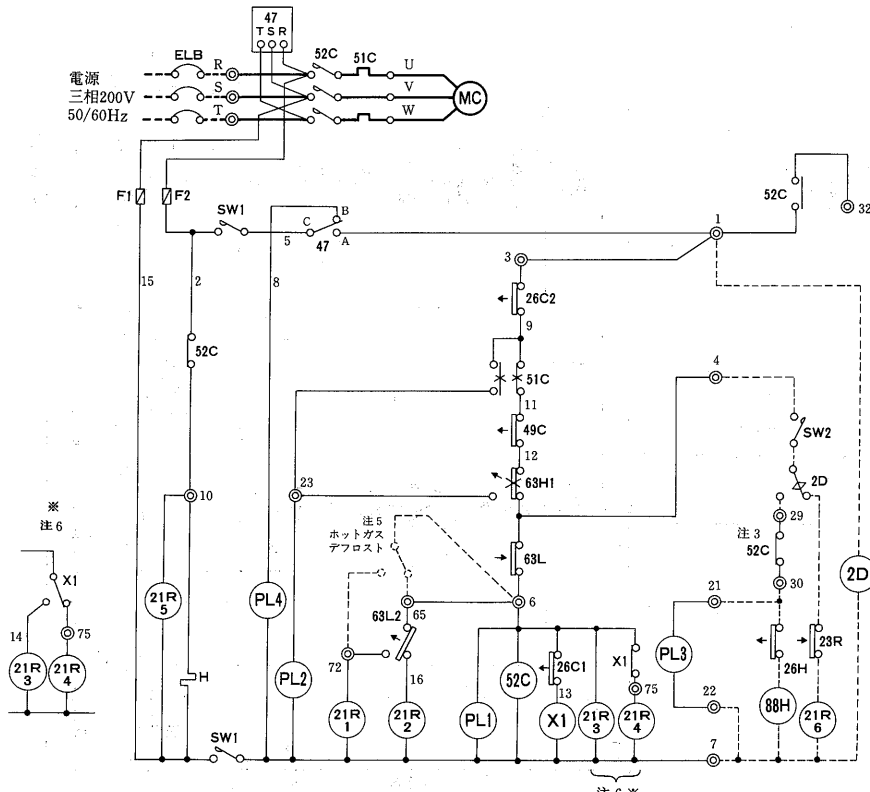 47
T S R
ELB
R
52C
51C
U
電源
三相200V
50/60Hz
S
V
MC
T
W
F1
F2
SW1
C
B
5
47
A
1
52C
32
3
15
2
8
26C2
9
52C
51C
4
11
49C
12
SW2
23
63H1
2D
10
※
注6
注5
ホットガス
デフロスト
29
注3
52C
63L
X1
30
2D
21R
5
PL4
63L2
65
6
21
14
75
72
26C1
X1
PL3
23R
21R
3
21R
4
H
PL2
16
13
75
26H
22
21R
1
21R
2
PL1
52C
X1
21R
3
21R
4
88H
21R
6
SW1
7
注6※